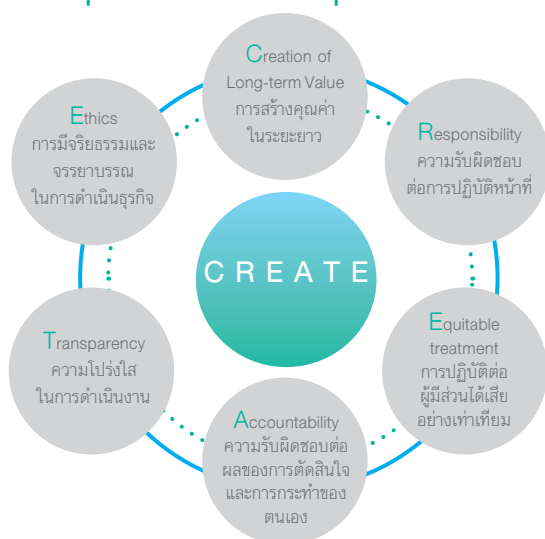 Creation of
Long-term Value
การสร้างคุณค่า
ในระยะยาว
Responsibility
ความรับผิดชอบ
ต่อการปฏิบัติหน้าที่
Equitable
treatment
การปฏิบัติต่อ
ผู้มีส่วนได้เสีย
อย่างเท่าเทียม
Accountability
ความรับผิดชอบต่อ
ผลของการตัดสินใจ
และการกระทำของ
ตนเอง
Transparency
ความโปร่งใส
ในการดำเนินงาน
Ethics
การมีจริยธรรมและ
จรรยาบรรณ
ในการดำเนินธุรกิจ
CREATE